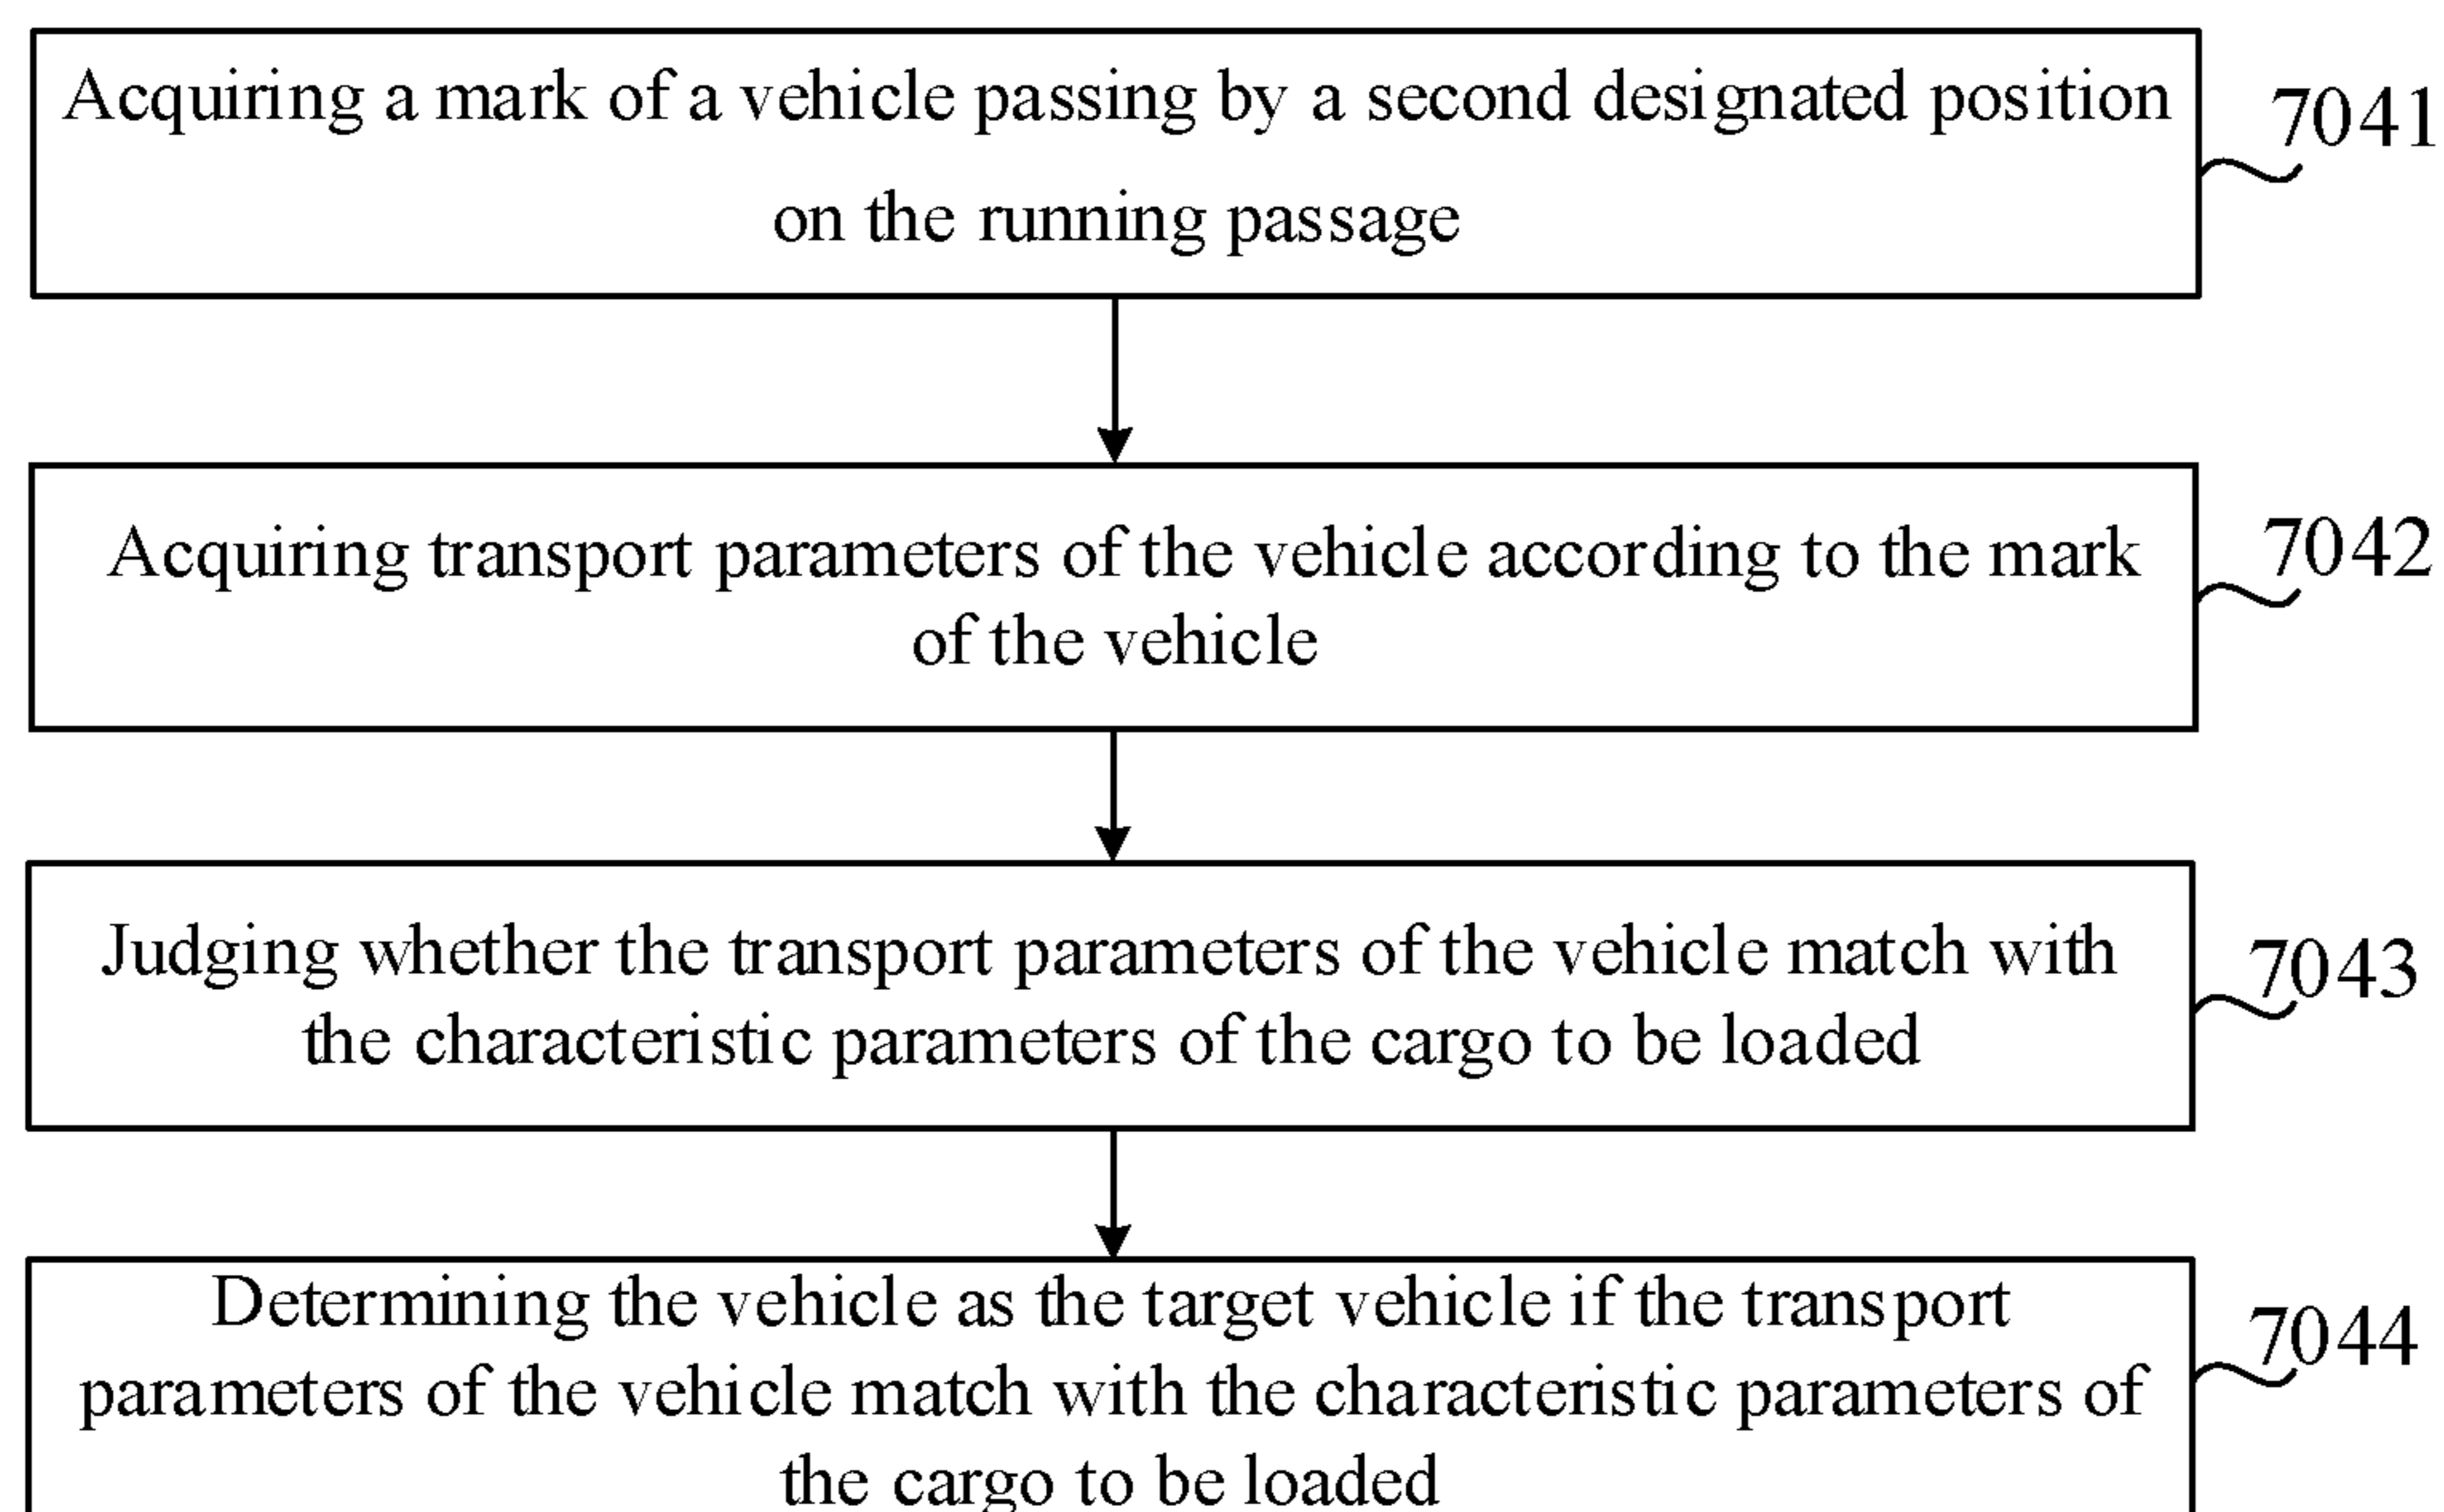 Acquiring a mark of a vehicle passing by a second designated position
on the running passage
7041
Acquiring transport parameters of the vehicle according to the mark
of the vehicle
7042
Judging whether the transport parameters of the vehicle match with
the characteristic parameters of the cargo to be loaded
7043
Determining the vehicle as the target vehicle if the transport
parameters of the vehicle match with the characteristic parameters of
the cargo to be loaded
7044